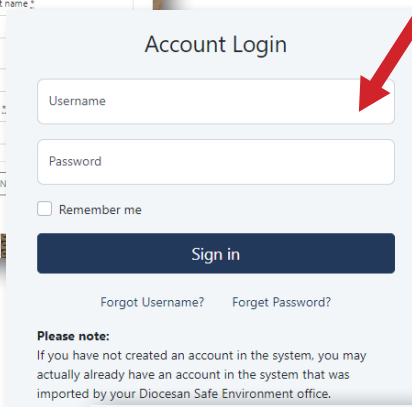 t name *
Account Login
Username
*
Password
N
Remember me
Sign in
Forgot Username? Forget Password?
Please note:
If you have not created an account in the system, you may
actually already have an account in the system that was
imported by your Diocesan Safe Environment office.